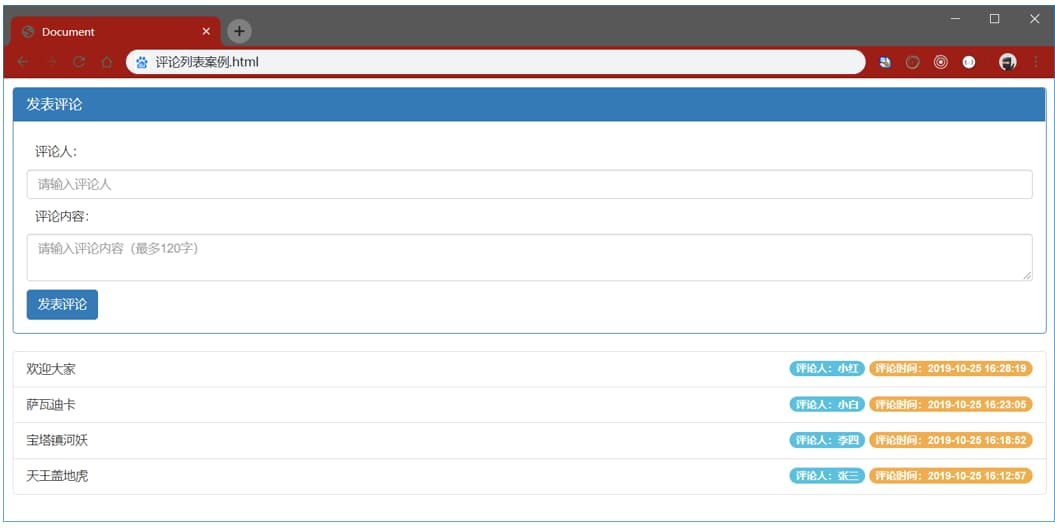 Document
评论列表案例.html
发表评论
评论人:
请输入评论人
评论内容:
请输入评论内容（最多120字）
发表评论
欢迎大家 评论人：小红 评论时间：2019-10-25 16:28:19
萨瓦迪卡 评论人：小白 评论时间：2019-10-25 16:23:05
宝塔镇河妖 评论人：李四 评论时间：2019-10-25 16:18:52
天王盖地虎 评论人：张三 评论时间：2019-10-25 16:12:57